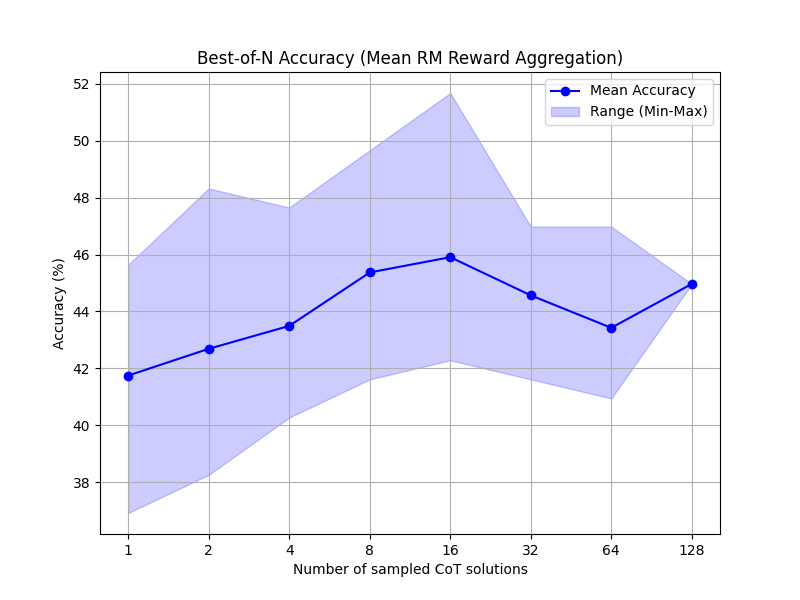 Best-of-N Accuracy (Mean RM Reward Aggregation)
Mean Accuracy
Range (Min-Max)
Accuracy (%)
52
50
48
46
44
42
40
38
1 2 4 8 16 32 64 128
Number of sampled CoT solutions